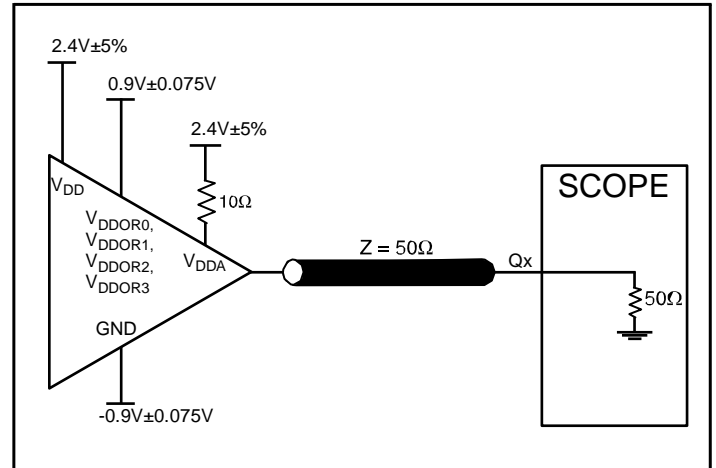 2.4V±5%
0.9V±0.075V
2.4V±5%
10Ω
VDD
VDDOR0,
VDDOR1,
VDDOR2,
VDDOR3
VDDA
GND
-0.9V±0.075V
Z = 50Ω
Qx
SCOPE
50Ω